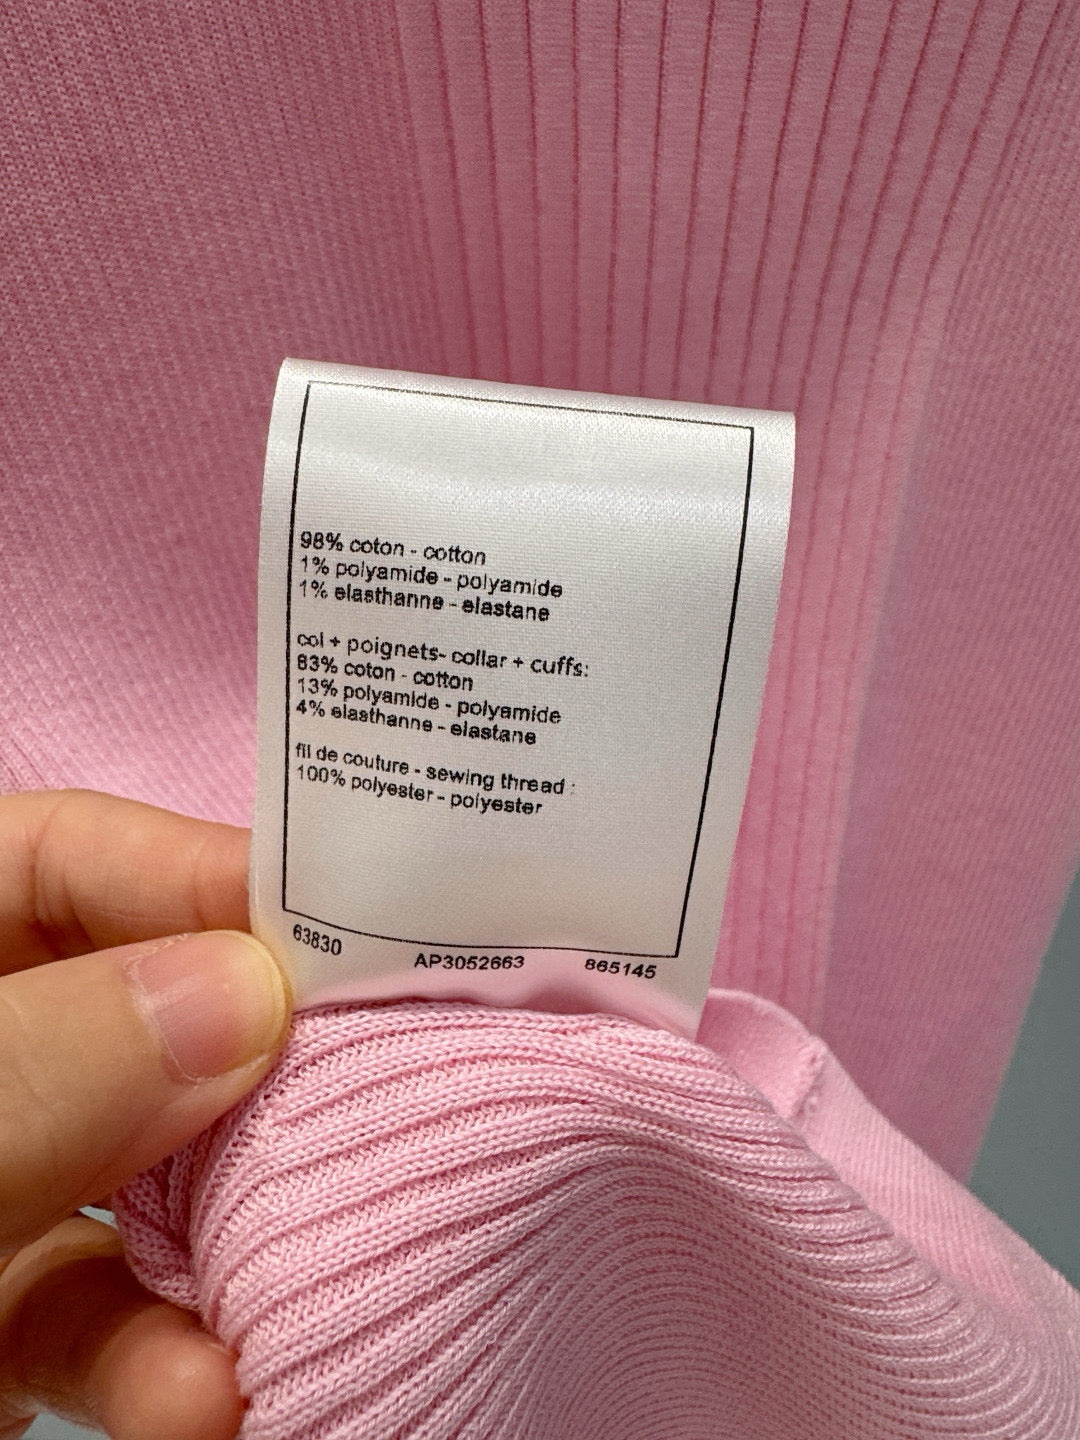 98% coton - cotton
1% polyamide - polyamide
1% elasthanne - elastane
col + poignets- collar + cuffs:
83% coton - cotton
13% polyamide - polyamide
4% elasthanne - elastane
fil de couture - sewing thread :
100% polyester - polyester
63830 AP3052663 865145